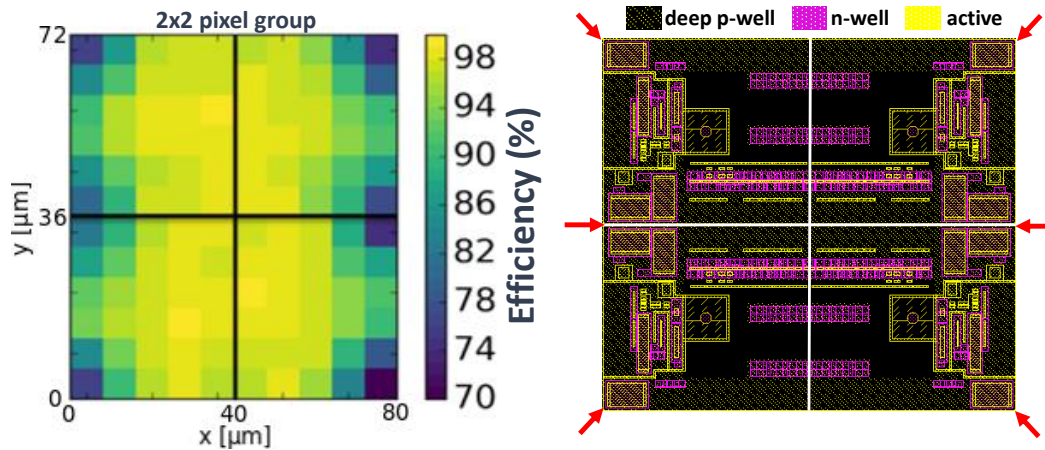 2x2 pixel group
72
36
0
y [µm]
0
40
80
x [µm]
98
94
90
86
82
78
74
70
Efficiency (%)
deep p-well
n-well
active